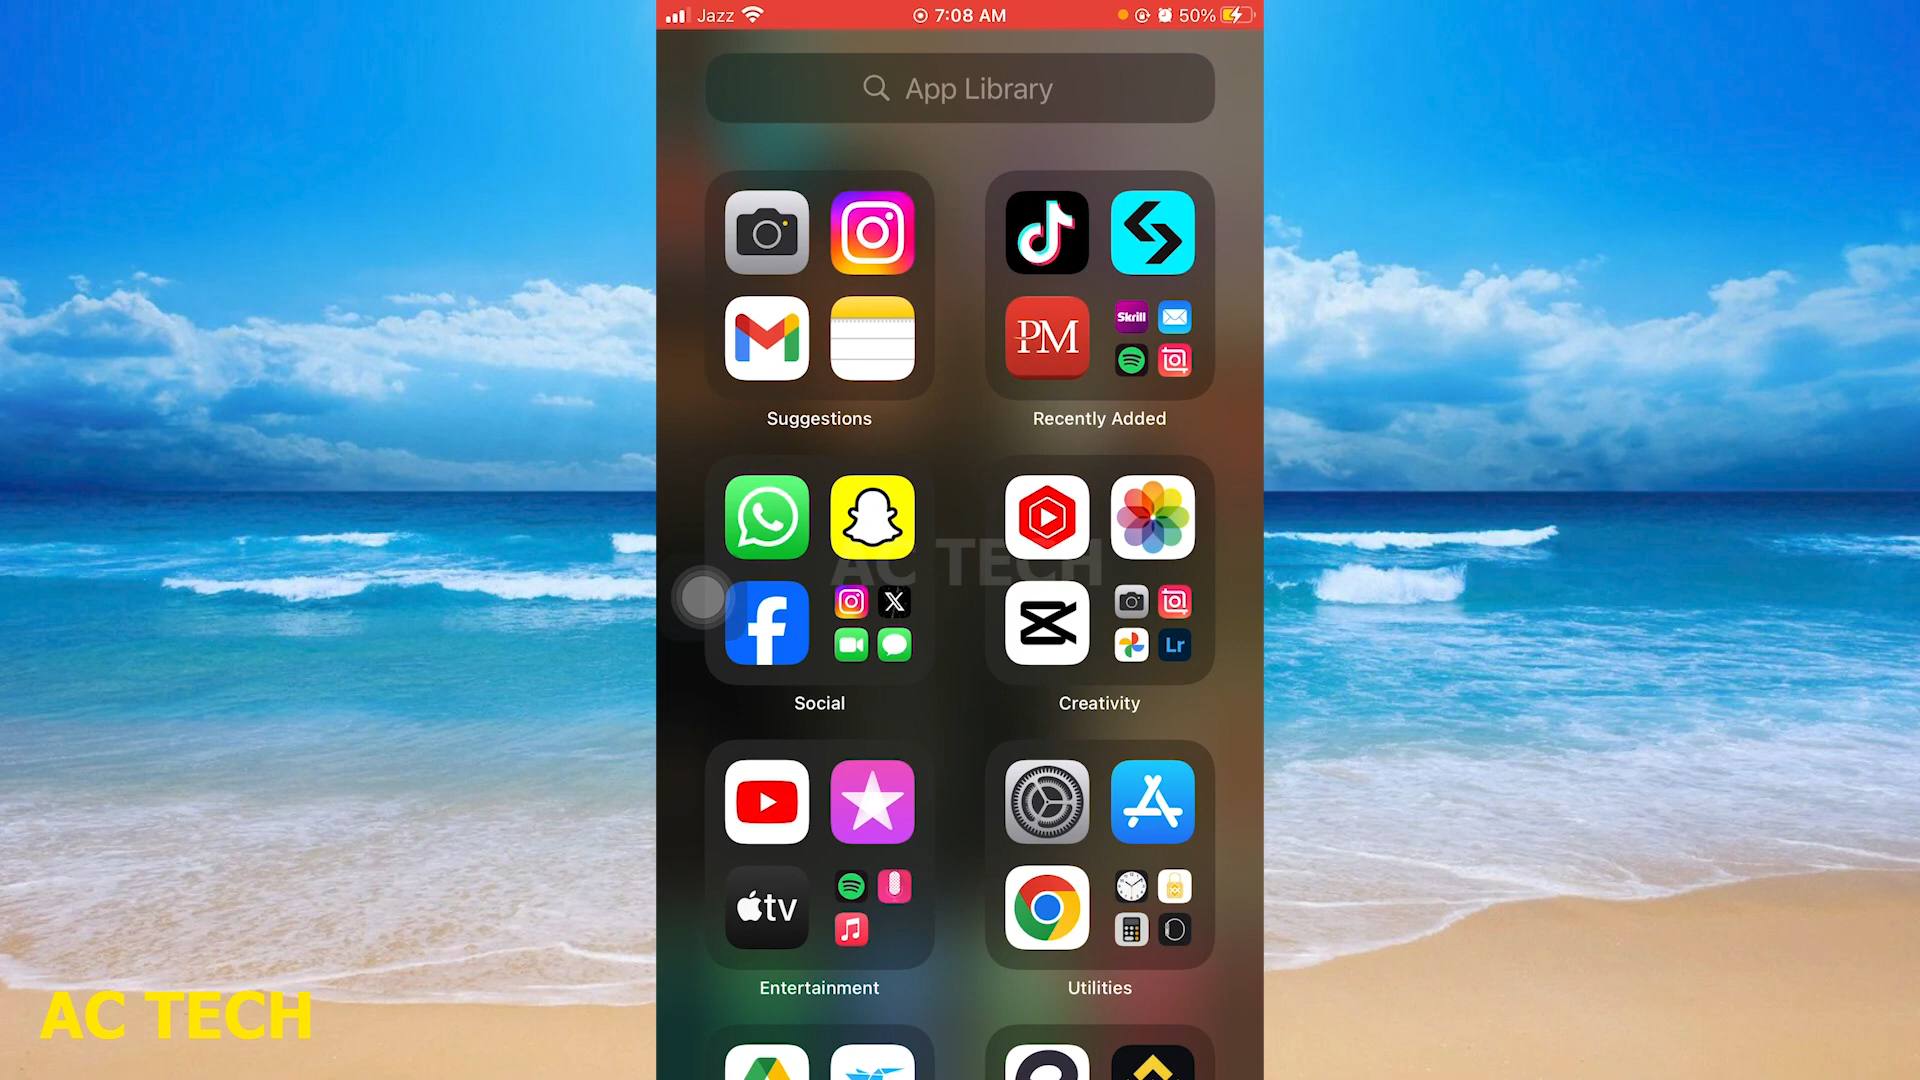 Jazz 7:08 AM 50%
App Library
PM
Skrill
Suggestions
Recently Added
AC TECH
Lr
Social
Creativity
tv
Entertainment
Utilities
AC TECH